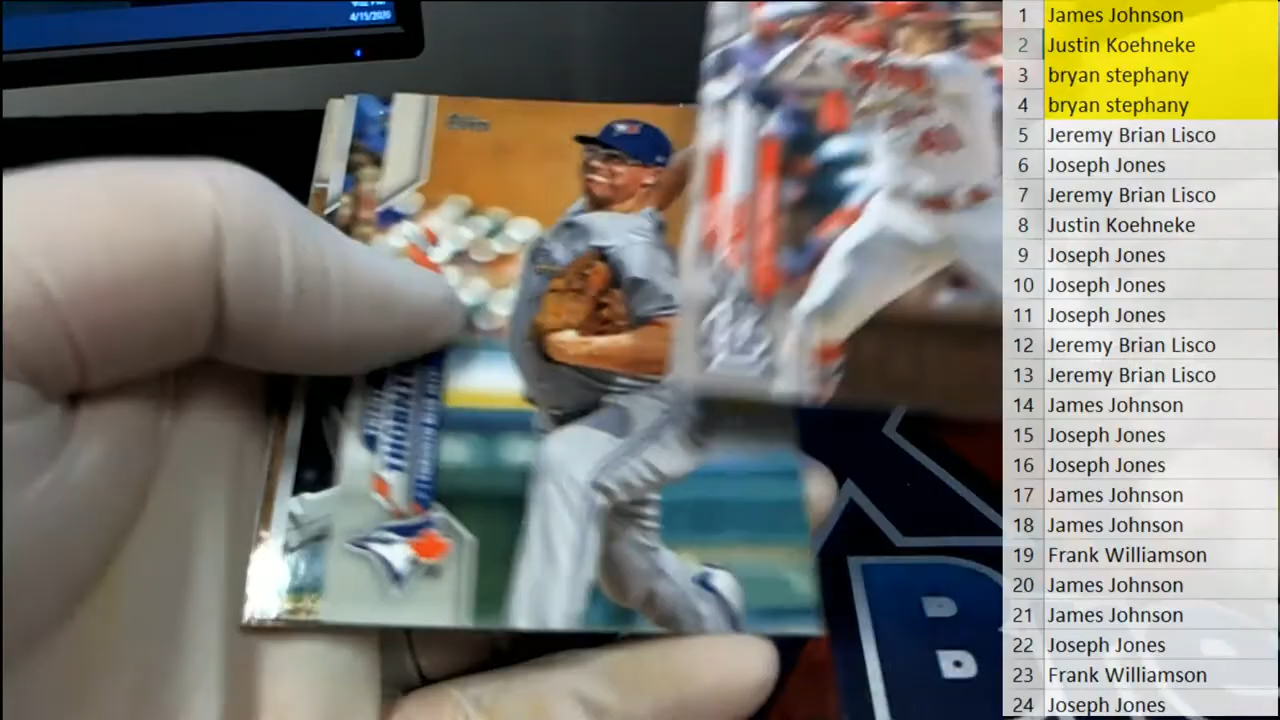 4/15/2020
1 James Johnson
2 Justin Koehneke
3 bryan stephany
4 bryan stephany
5 Jeremy Brian Lisco
6 Joseph Jones
7 Jeremy Brian Lisco
8 Justin Koehneke
9 Joseph Jones
10 Joseph Jones
11 Joseph Jones
12 Jeremy Brian Lisco
13 Jeremy Brian Lisco
14 James Johnson
15 Joseph Jones
16 Joseph Jones
17 James Johnson
18 James Johnson
19 Frank Williamson
20 James Johnson
21 James Johnson
22 Joseph Jones
23 Frank Williamson
24 Joseph Jones